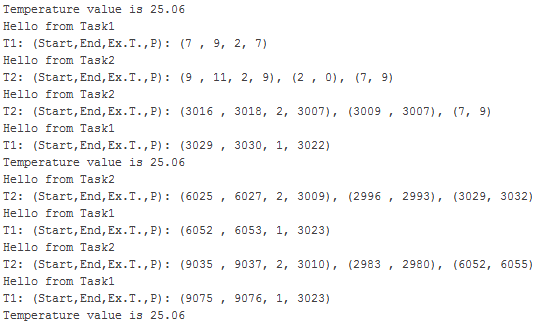 Temperature value is 25.06
Hello from Task1
T1: (Start,End,Ex.T.,P): (7 , 9, 2, 7)
Hello from Task2
T2: (Start,End,Ex.T.,P): (9 , 11, 2, 9), (2 , 0), (7, 9)
Hello from Task2
T2: (Start,End,Ex.T.,P): (3016 , 3018, 2, 3007), (3009 , 3007), (7, 9)
Hello from Task1
T1: (Start,End,Ex.T.,P): (3029 , 3030, 1, 3022)
Temperature value is 25.06
Hello from Task2
T2: (Start,End,Ex.T.,P): (6025 , 6027, 2, 3009), (2996 , 2993), (3029, 3032)
Hello from Task1
T1: (Start,End,Ex.T.,P): (6052 , 6053, 1, 3023)
Hello from Task2
T2: (Start,End,Ex.T.,P): (9035 , 9037, 2, 3010), (2983 , 2980), (6052, 6055)
Hello from Task1
T1: (Start,End,Ex.T.,P): (9075 , 9076, 1, 3023)
Temperature value is 25.06